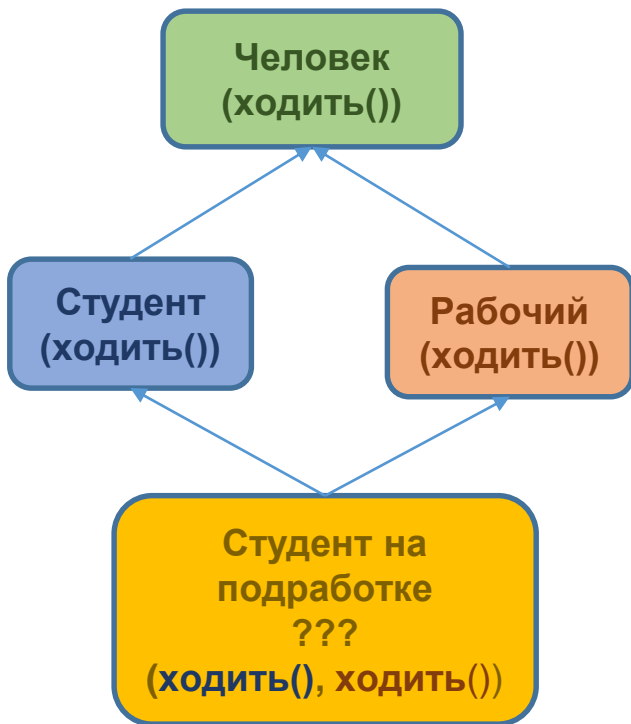 Человек
(ходить())
Студент
(ходить())
Рабочий
(ходить())
Студент на
подработке
???
(ходить(), ходить())